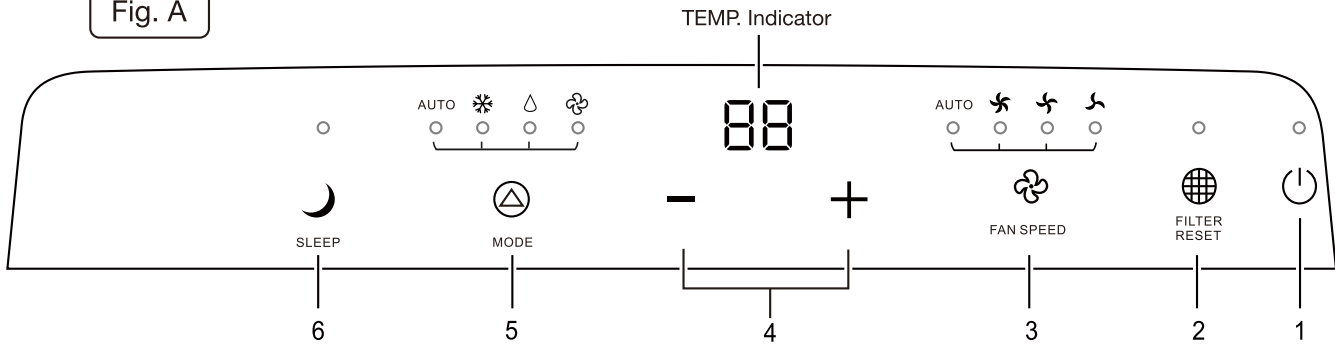 Fig. A
TEMP. Indicator
AUTO
88
AUTO
SLEEP
MODE
− +
FAN SPEED
FILTER
RESET
6 5 4 3 2 1